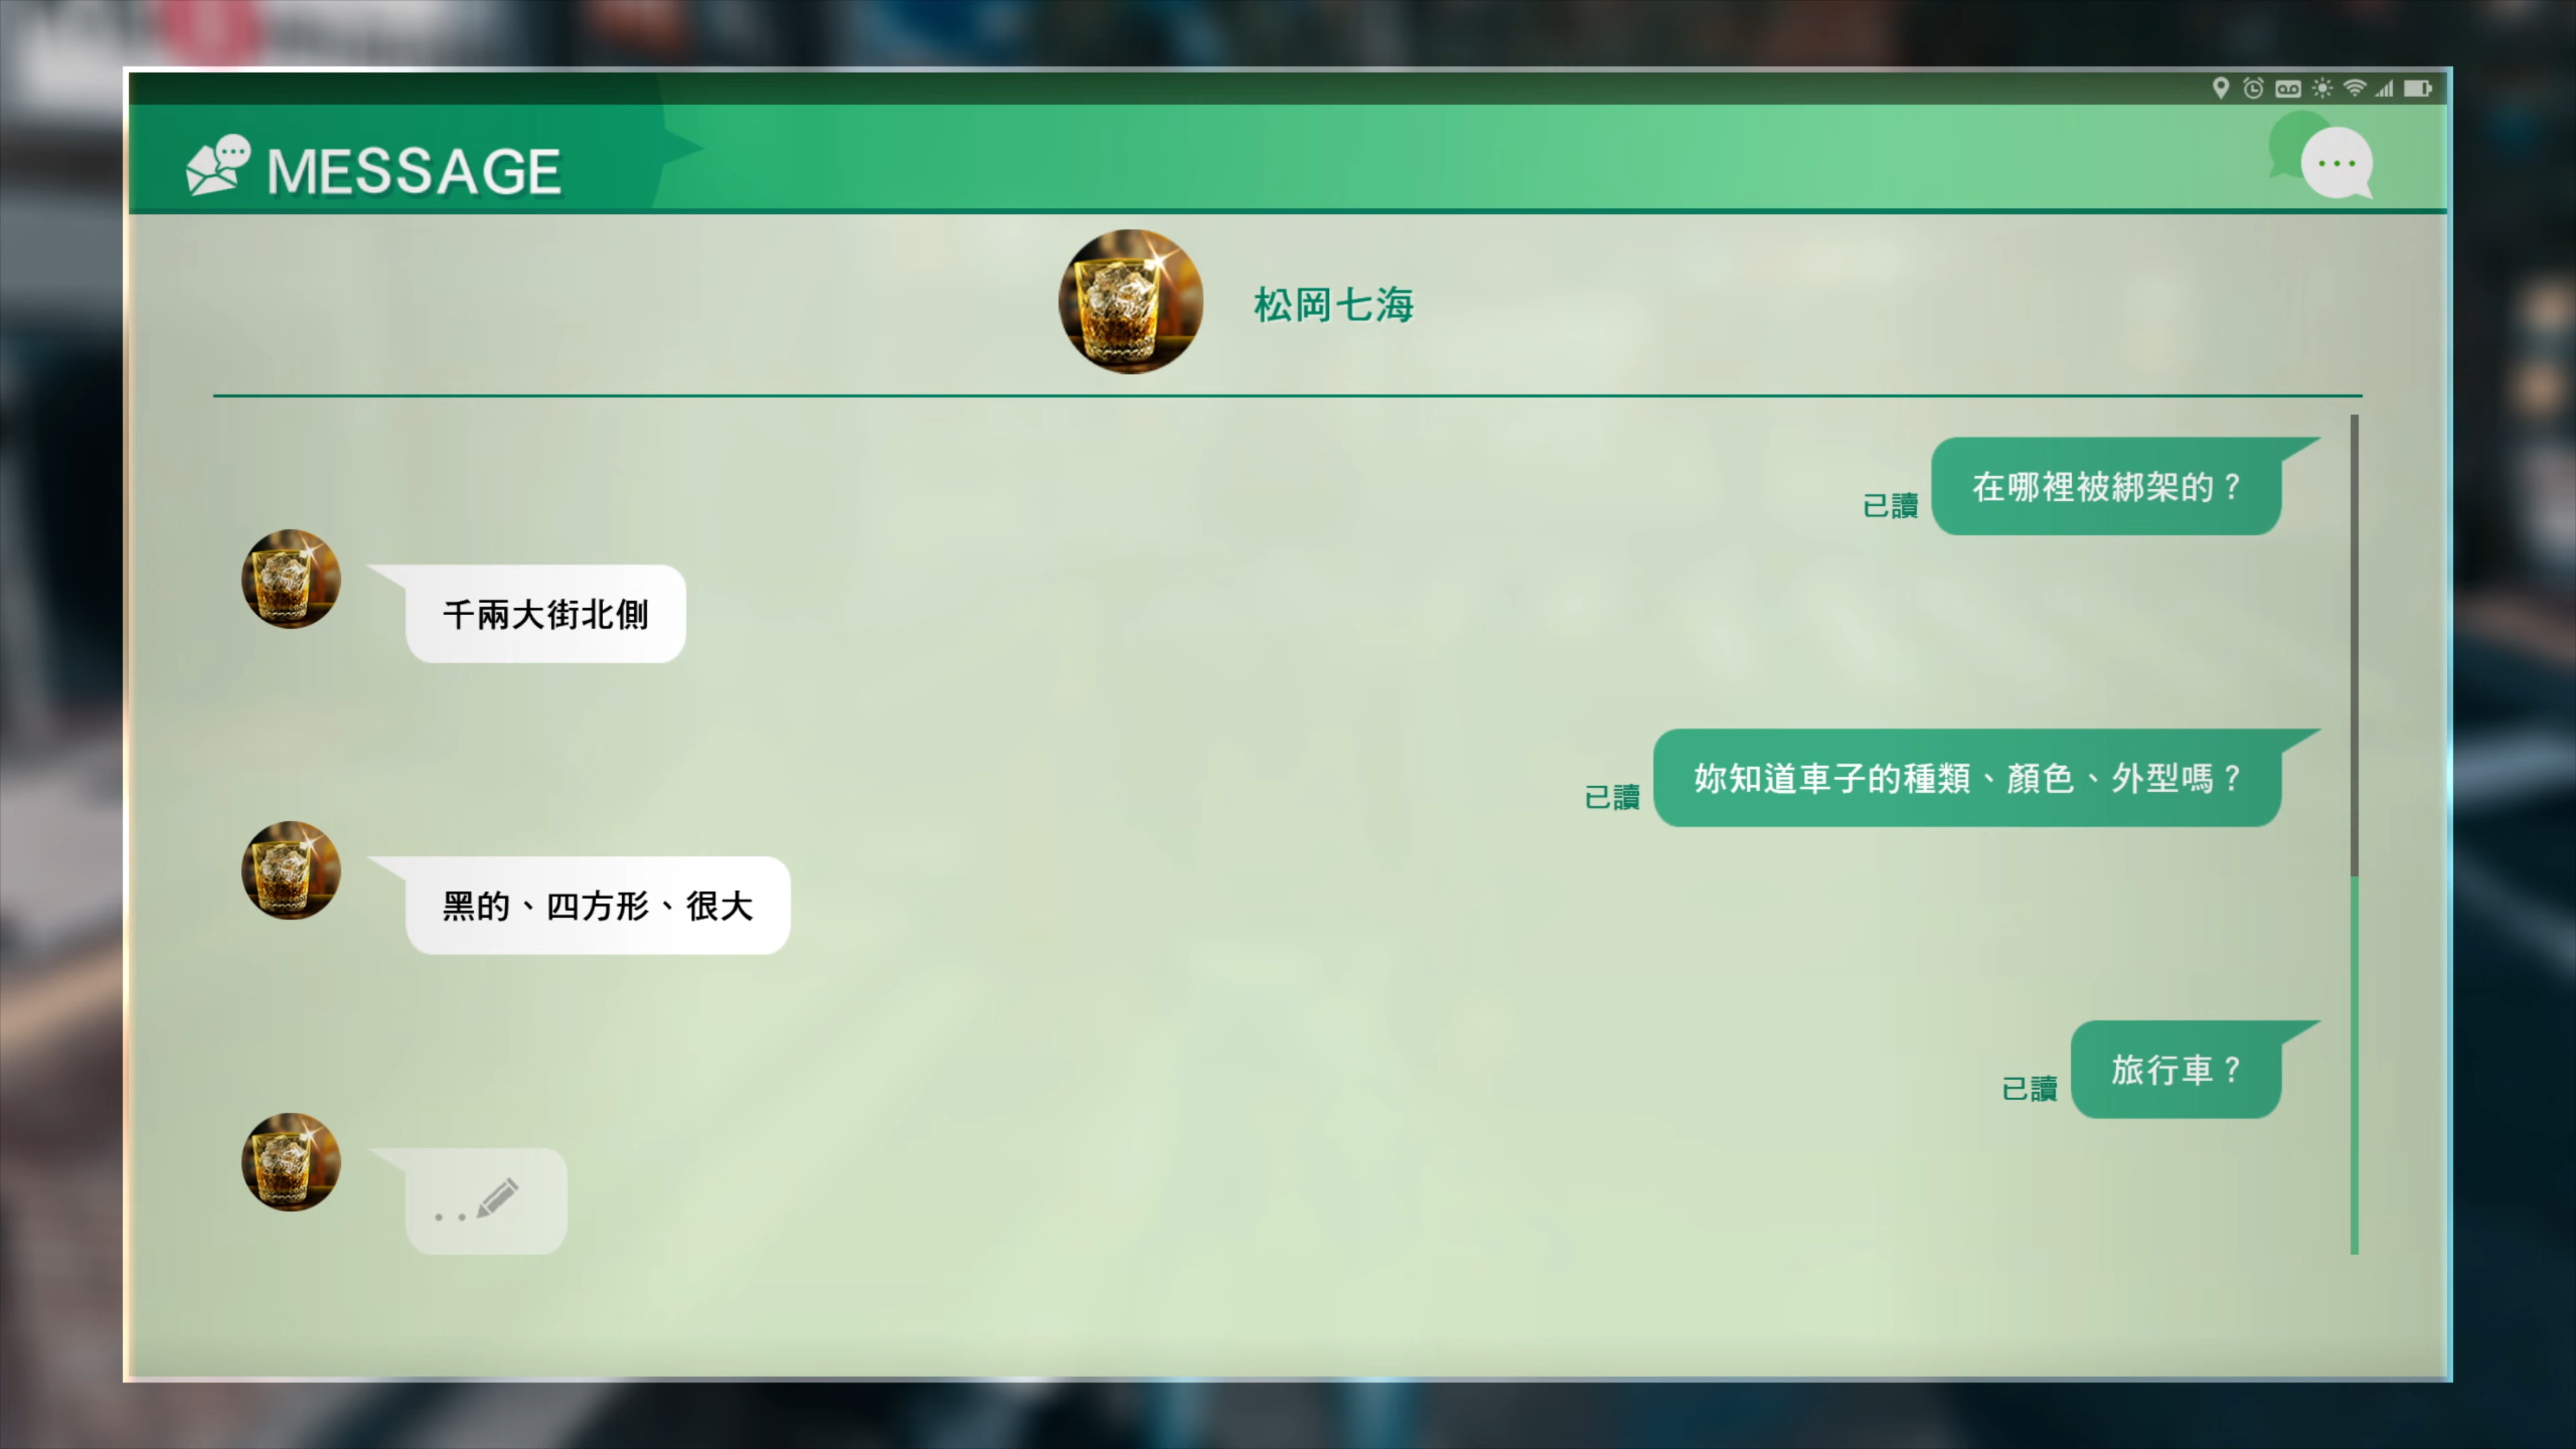 MESSAGE
松岡七海
在哪裡被綁架的？
已讀
千兩大街北側
妳知道車子的種類、顏色、外型嗎？
已讀
黑的、四方形、很大
旅行車？
已讀